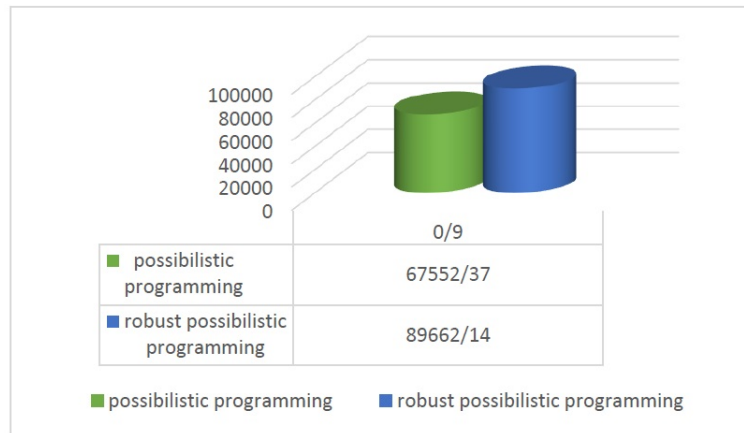 100000
80000
60000
40000
20000
0
0/9
possibilistic
programming
67552/37
robust possibilistic
programming
89662/14
possibilistic programming robust possibilistic programming